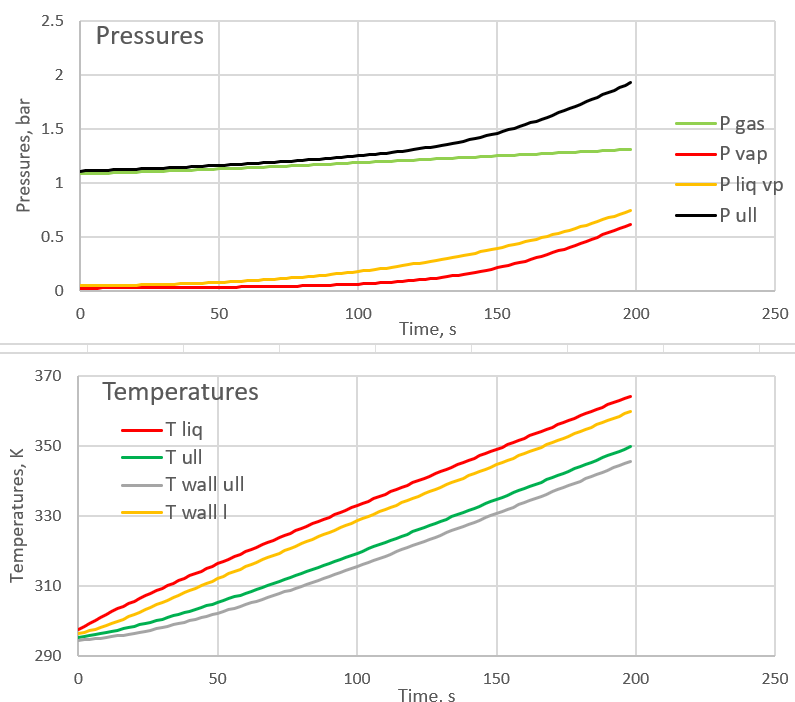 Pressures
Pressures, bar
2.5
2
1.5
1
0.5
0
0
50
100
150
200
250
Time, s
P gas
P vap
P liq vp
P ull
Temperatures
Temperatures, K
370
350
330
310
290
0
50
100
150
200
250
Time. s
T liq
T ull
T wall ull
T wall l